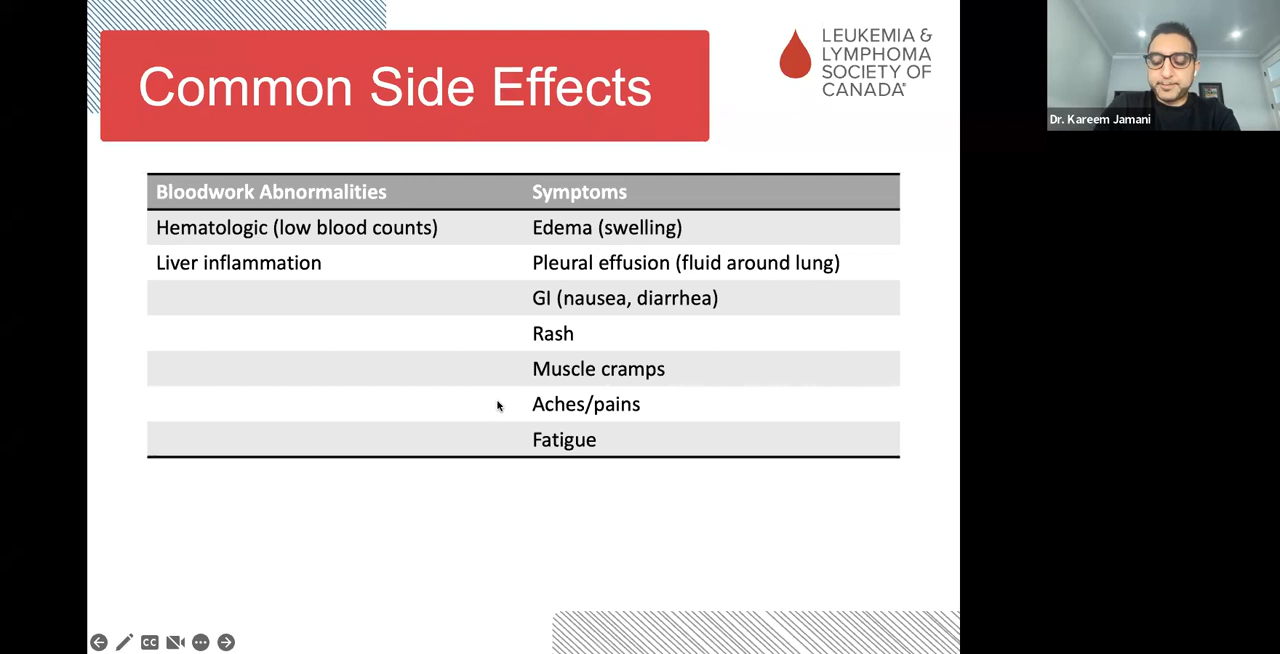 Common Side Effects
LEUKEMIA &
LYMPHOMA
SOCIETY OF
CANADA®
Dr. Kareem Jamani
Bloodwork Abnormalities Symptoms
Hematologic (low blood counts) Edema (swelling)
Liver inflammation Pleural effusion (fluid around lung)
GI (nausea, diarrhea)
Rash
Muscle cramps
Aches/pains
Fatigue
CC